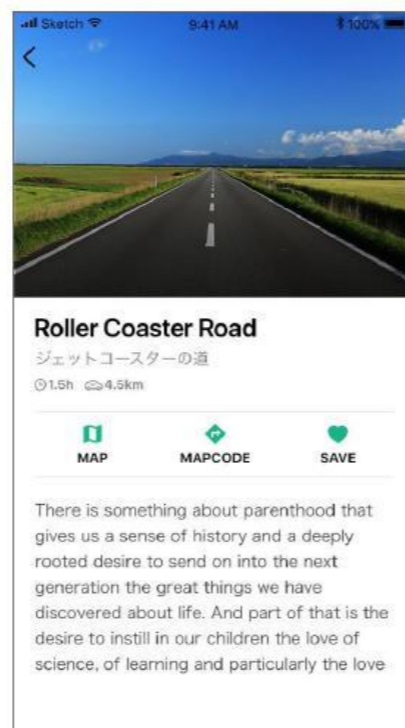 Sketch 9:41 AM 100%
Roller Coaster Road
ジェットコースターの道
1.5h 4.5km
MAP MAPCODE SAVE
There is something about parenthood that
gives us a sense of history and a deeply
rooted desire to send on into the next
generation the great things we have
discovered about life. And part of that is the
desire to instill in our children the love of
science, of learning and particularly the love